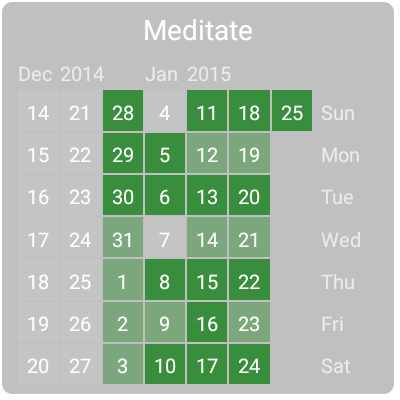 Meditate
Dec 2014 Jan 2015
14 21 28 4 11 18 25 Sun
15 22 29 5 12 19 Mon
16 23 30 6 13 20 Tue
17 24 31 7 14 21 Wed
18 25 1 8 15 22 Thu
19 26 2 9 16 23 Fri
20 27 3 10 17 24 Sat